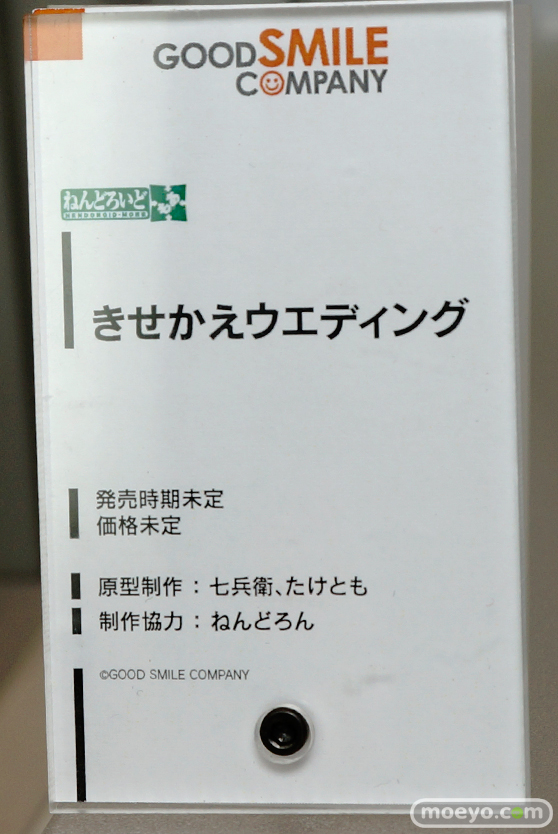 GOODSMILE
COMPANY
ねんどろいど
NENDOROID・MORE
きせかえウエディング
発売時期未定
価格未定
原型制作：七兵衛、たけとも
制作協力：ねんどろん
©GOOD SMILE COMPANY
moeyo.com